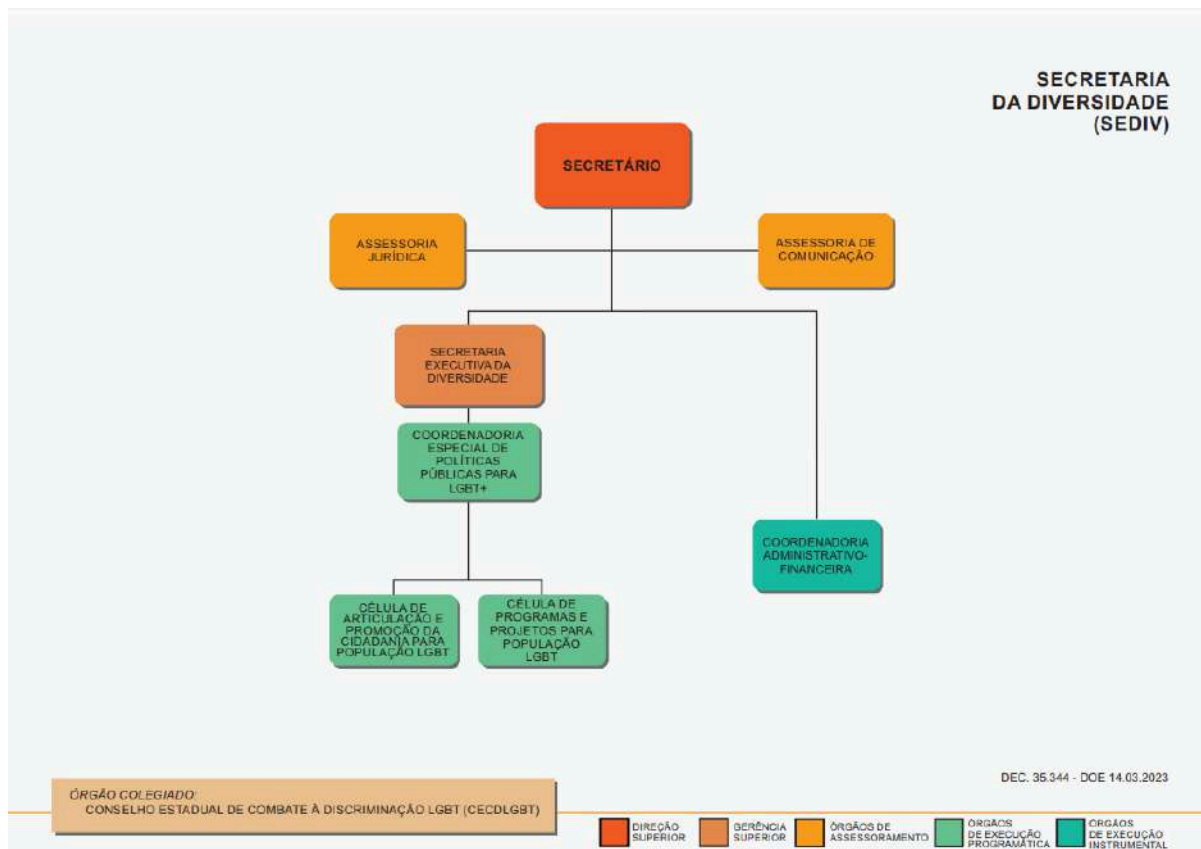 SECRETARIA
DA DIVERSIDADE
(SEDIV)
SECRETÁRIO
ASSESSORIA
JURÍDICA
ASSESSORIA DE
COMUNICAÇÃO
SECRETARIA
EXECUTIVA DA
DIVERSIDADE
COORDENADORIA
ESPECIAL DE
POLÍTICAS
PÚBLICAS PARA
LGBT+
COORDENADORIA
ADMINISTRATIVO-
FINANCEIRA
CÉLULA DE
ARTICULAÇÃO E
PROMOÇÃO DA
CIDADANIA PARA
POPULAÇÃO LGBT
CÉLULA DE
PROGRAMAS E
PROJETOS PARA
POPULAÇÃO
LGBT
DEC. 35.344 - DOE 14.03.2023
ÓRGÃO COLEGIADO:
CONSELHO ESTADUAL DE COMBATE À DISCRIMINAÇÃO LGBT (CECDLGBT)
DIREÇÃO
SUPERIOR
GERÊNCIA
SUPERIOR
ÓRGÃOS DE
ASSESSORAMENTO
ÓRGÃOS
DE EXECUÇÃO
PROGRAMÁTICA
ÓRGÃOS
DE EXECUÇÃO
INSTRUMENTAL